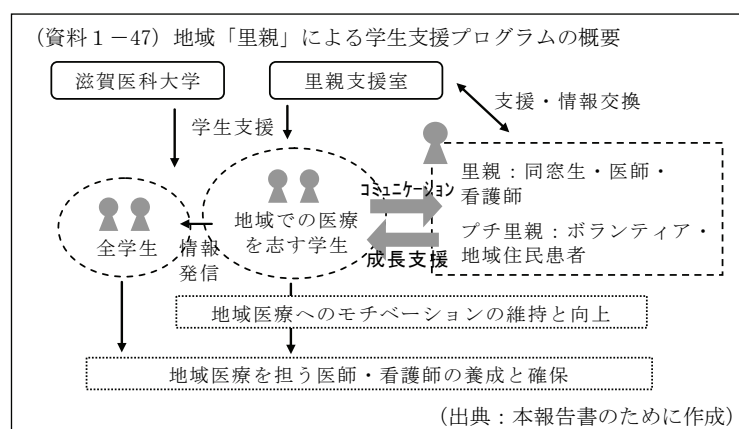 (資料1-47)地域「里親」による学生支援プログラムの概要
滋賀医科大学
里親支援室
支援・情報交換
学生支援
里親:同窓生・医師・
看護師
プチ里親:ボランティア・
地域住民患者
コミュニケーション
成長支援
地域での医療
を志す学生
全学生
情報
発信
地域医療へのモチベーションの維持と向上
地域医療を担う医師・看護師の養成と確保
(出典:本報告書のために作成)